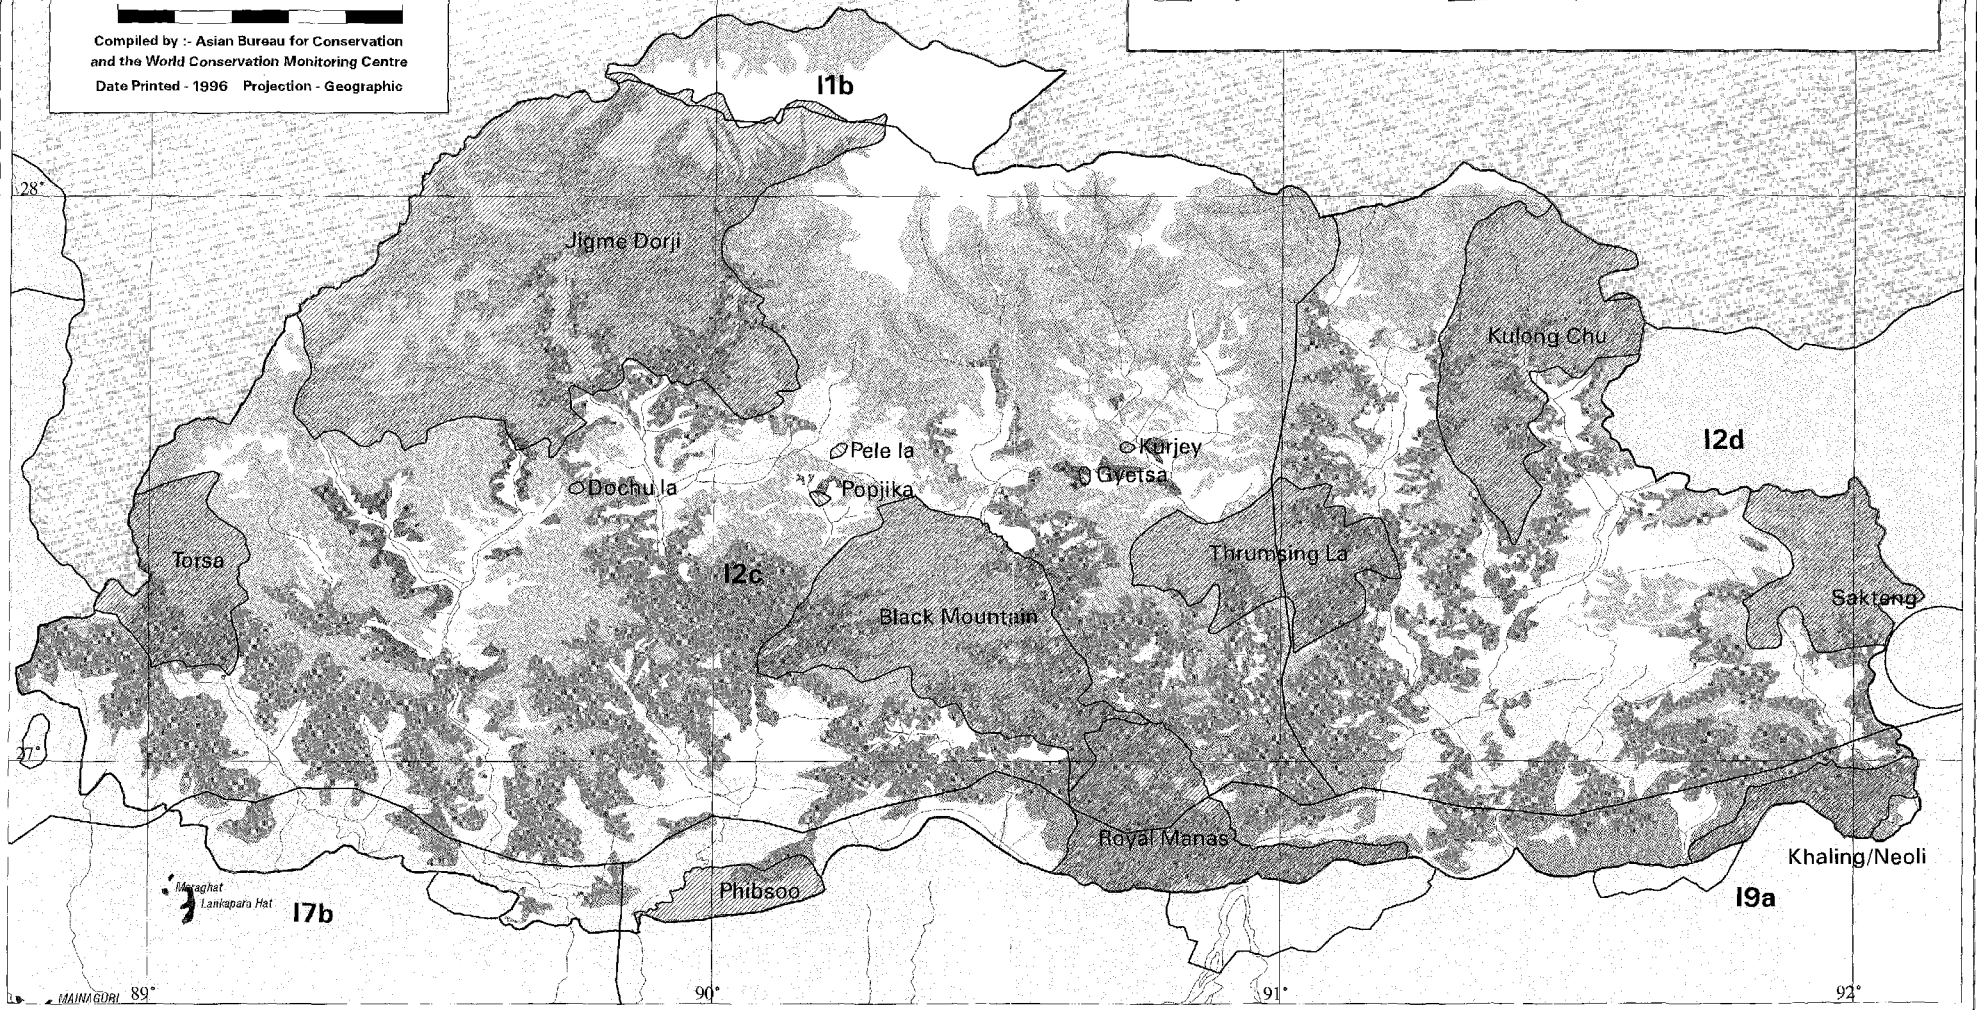 Compiled by :- Asian Bureau for Conservation
and the World Conservation Monitoring Centre
Date Printed - 1996 Projection - Geographic
I1b
28°
Jigme Dorji
Kulong Chu
I2d
Pele la
Kurjey
Gyetsa
Dochu la
Popjika
Torsa
I2c
Thrumsing La
Black Mountain
Sakteng
27°
Royal Manas
Khaling/Neoli
Phibsoo
Lankapara Hat
I7b
I9a
MAINAGURI
89°
90°
91°
92°